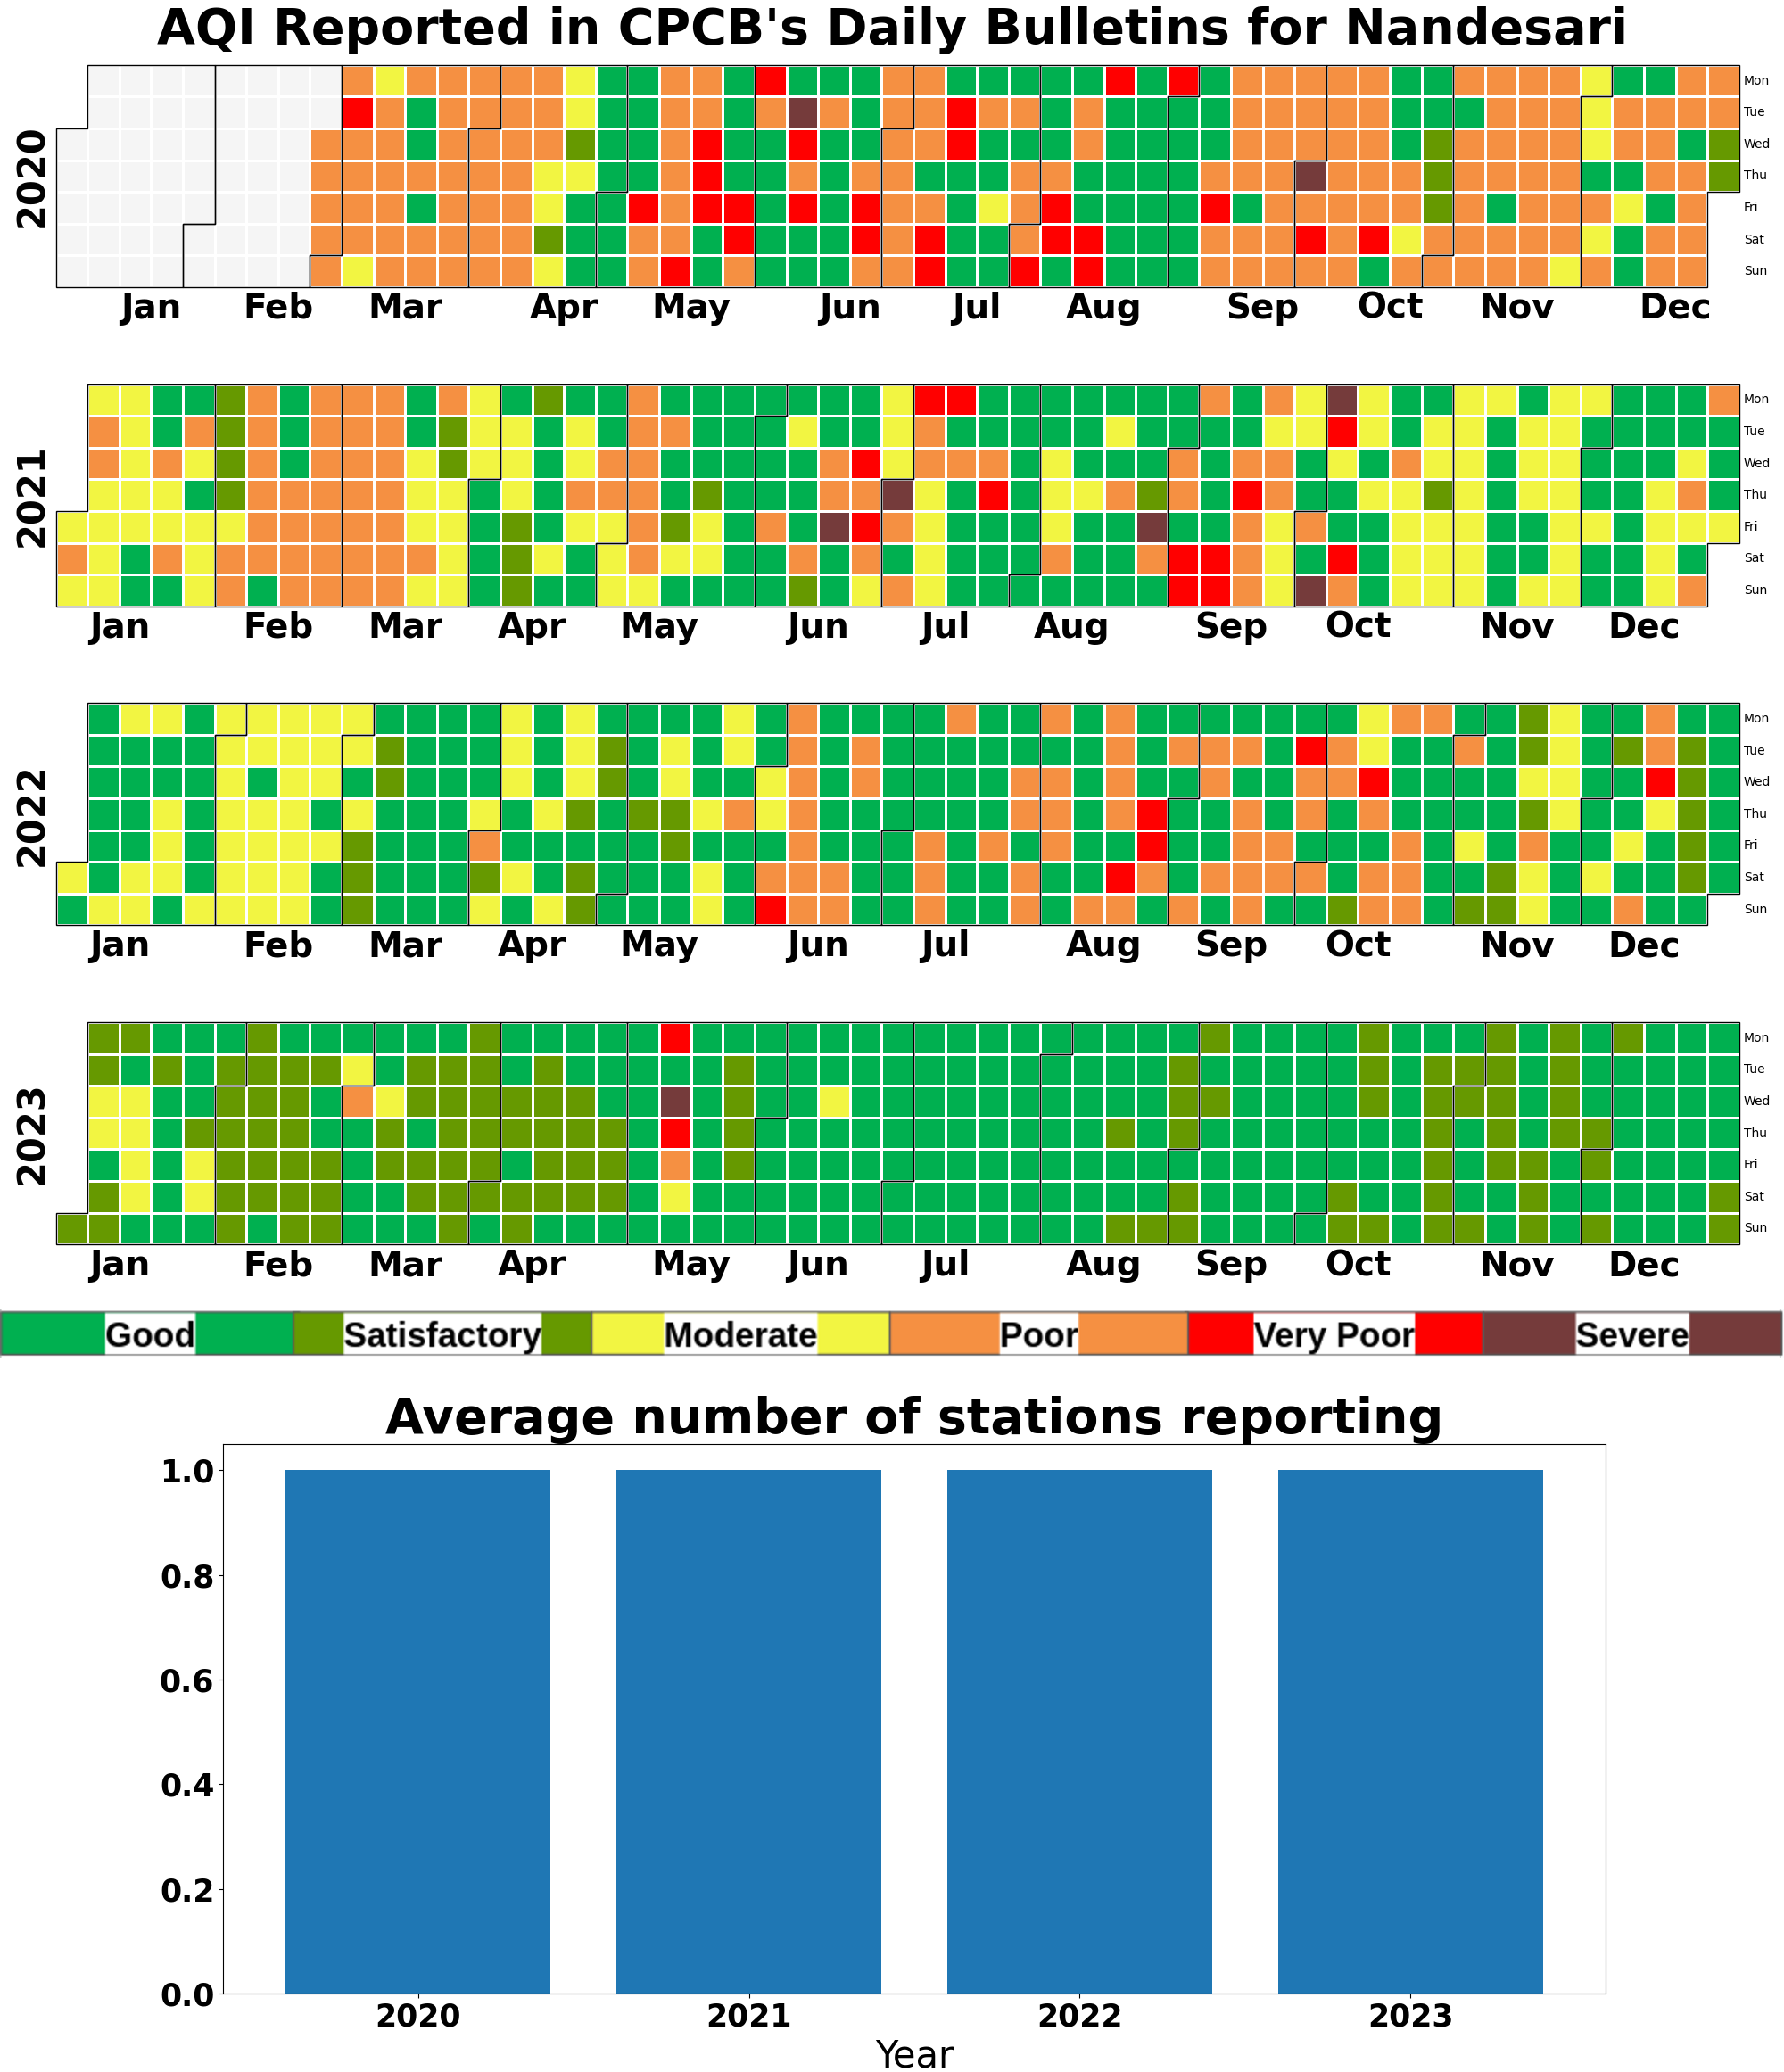 AQI Reported in CPCB's Daily Bulletins for Nandesari
2020
Mon
Tue
Wed
Thu
Fri
Sat
Sun
Jan Feb Mar Apr May Jun Jul Aug Sep Oct Nov Dec
2021
Mon
Tue
Wed
Thu
Fri
Sat
Sun
Jan Feb Mar Apr May Jun Jul Aug Sep Oct Nov Dec
2022
Mon
Tue
Wed
Thu
Fri
Sat
Sun
Jan Feb Mar Apr May Jun Jul Aug Sep Oct Nov Dec
2023
Mon
Tue
Wed
Thu
Fri
Sat
Sun
Jan Feb Mar Apr May Jun Jul Aug Sep Oct Nov Dec
Good Satisfactory Moderate Poor Very Poor Severe
Average number of stations reporting
1.0
0.8
0.6
0.4
0.2
0.0
2020 2021 2022 2023
Year